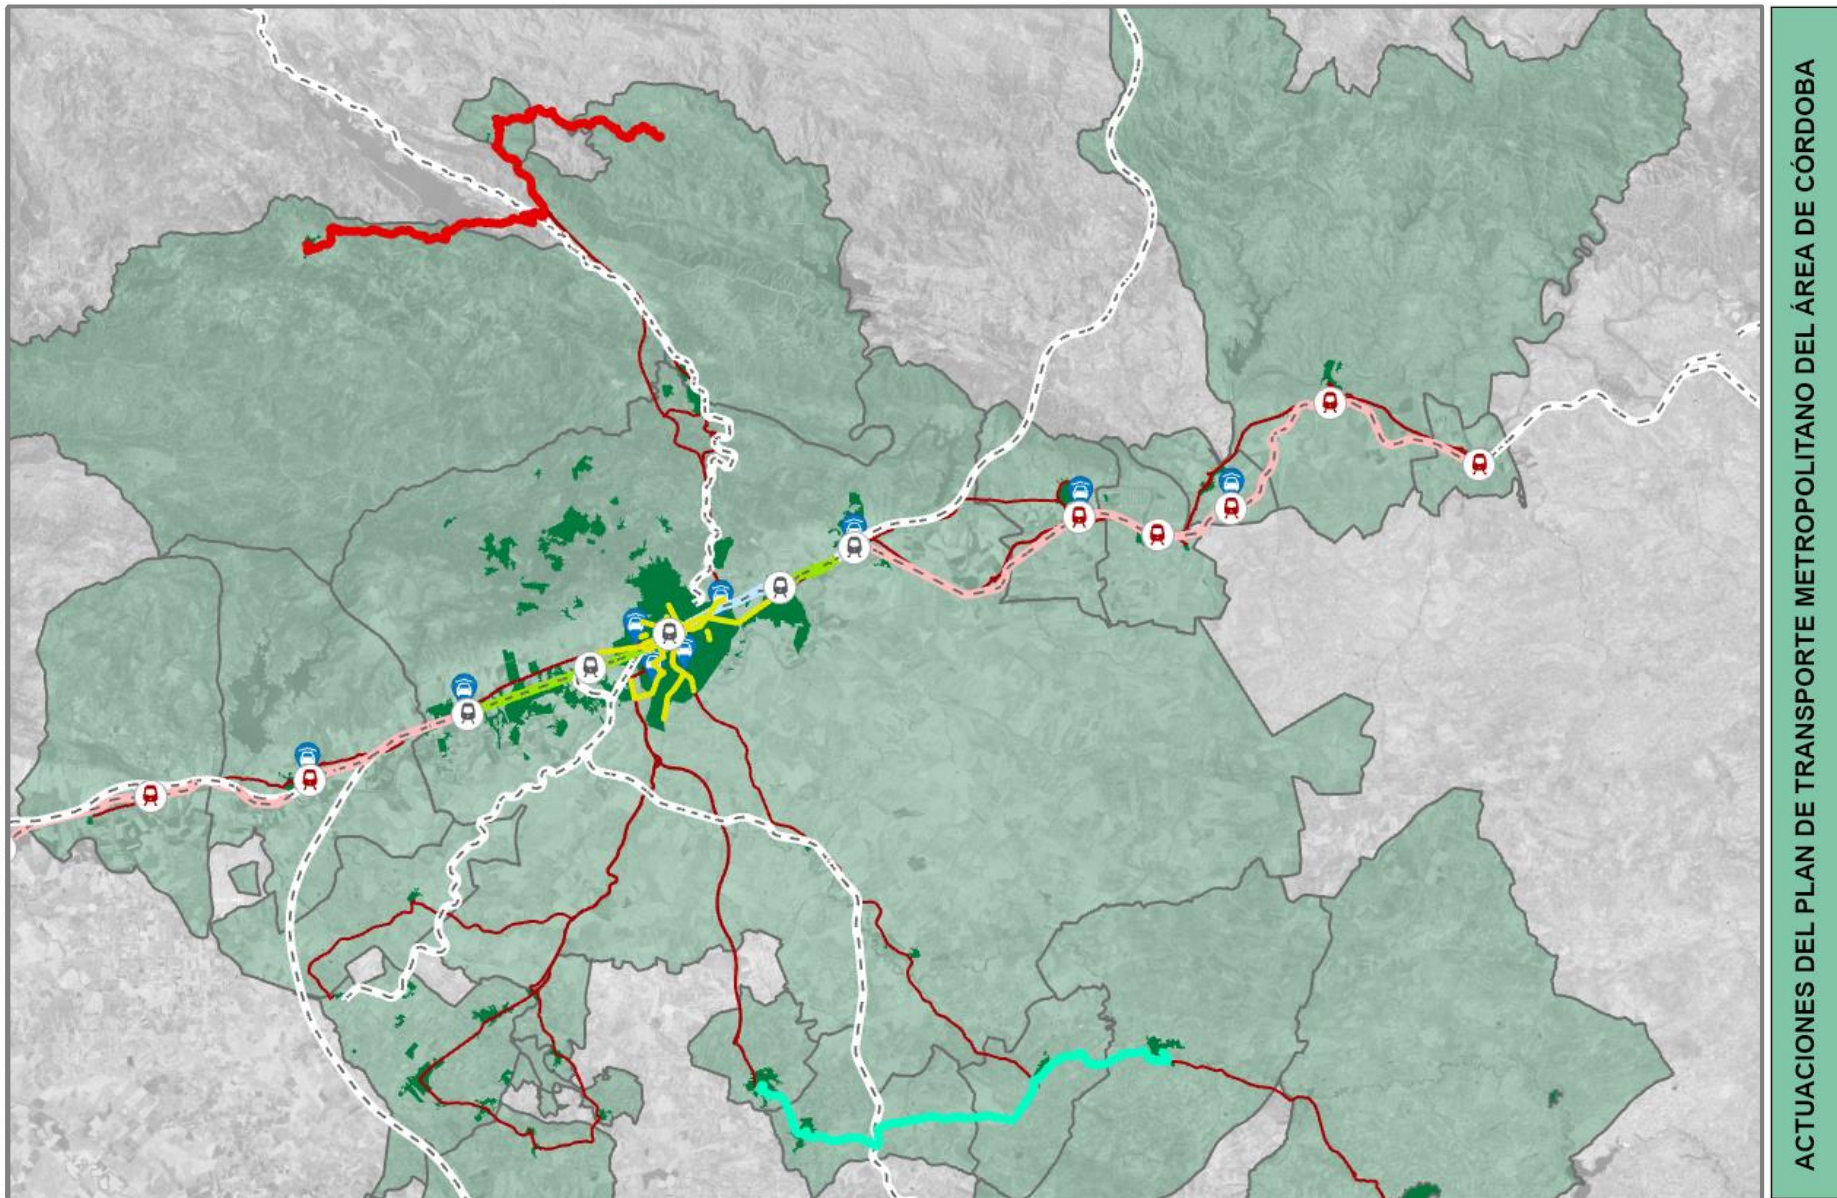 ACTUACIONES DEL PLAN DE TRANSPORTE METROPOLITANO DEL ÁREA DE CÓRDOBA